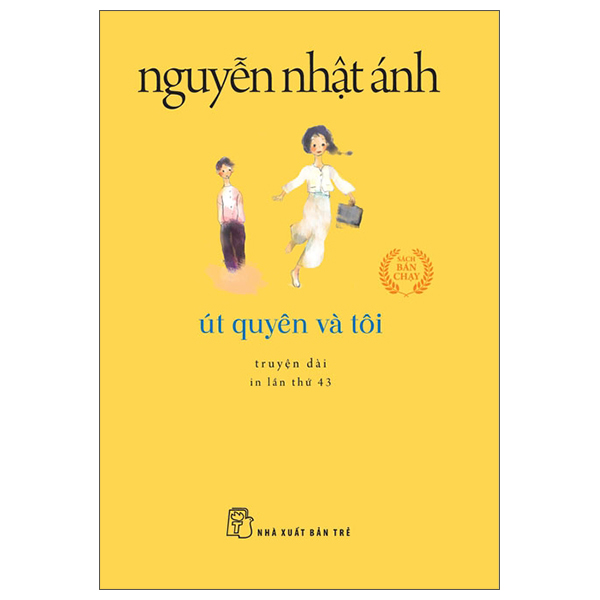 nguyễn nhật ánh
SÁCH
BÁN
CHẠY
út quyên và tôi
truyện dài
in lần thứ 43
NHÀ XUẤT BẢN TRẺ